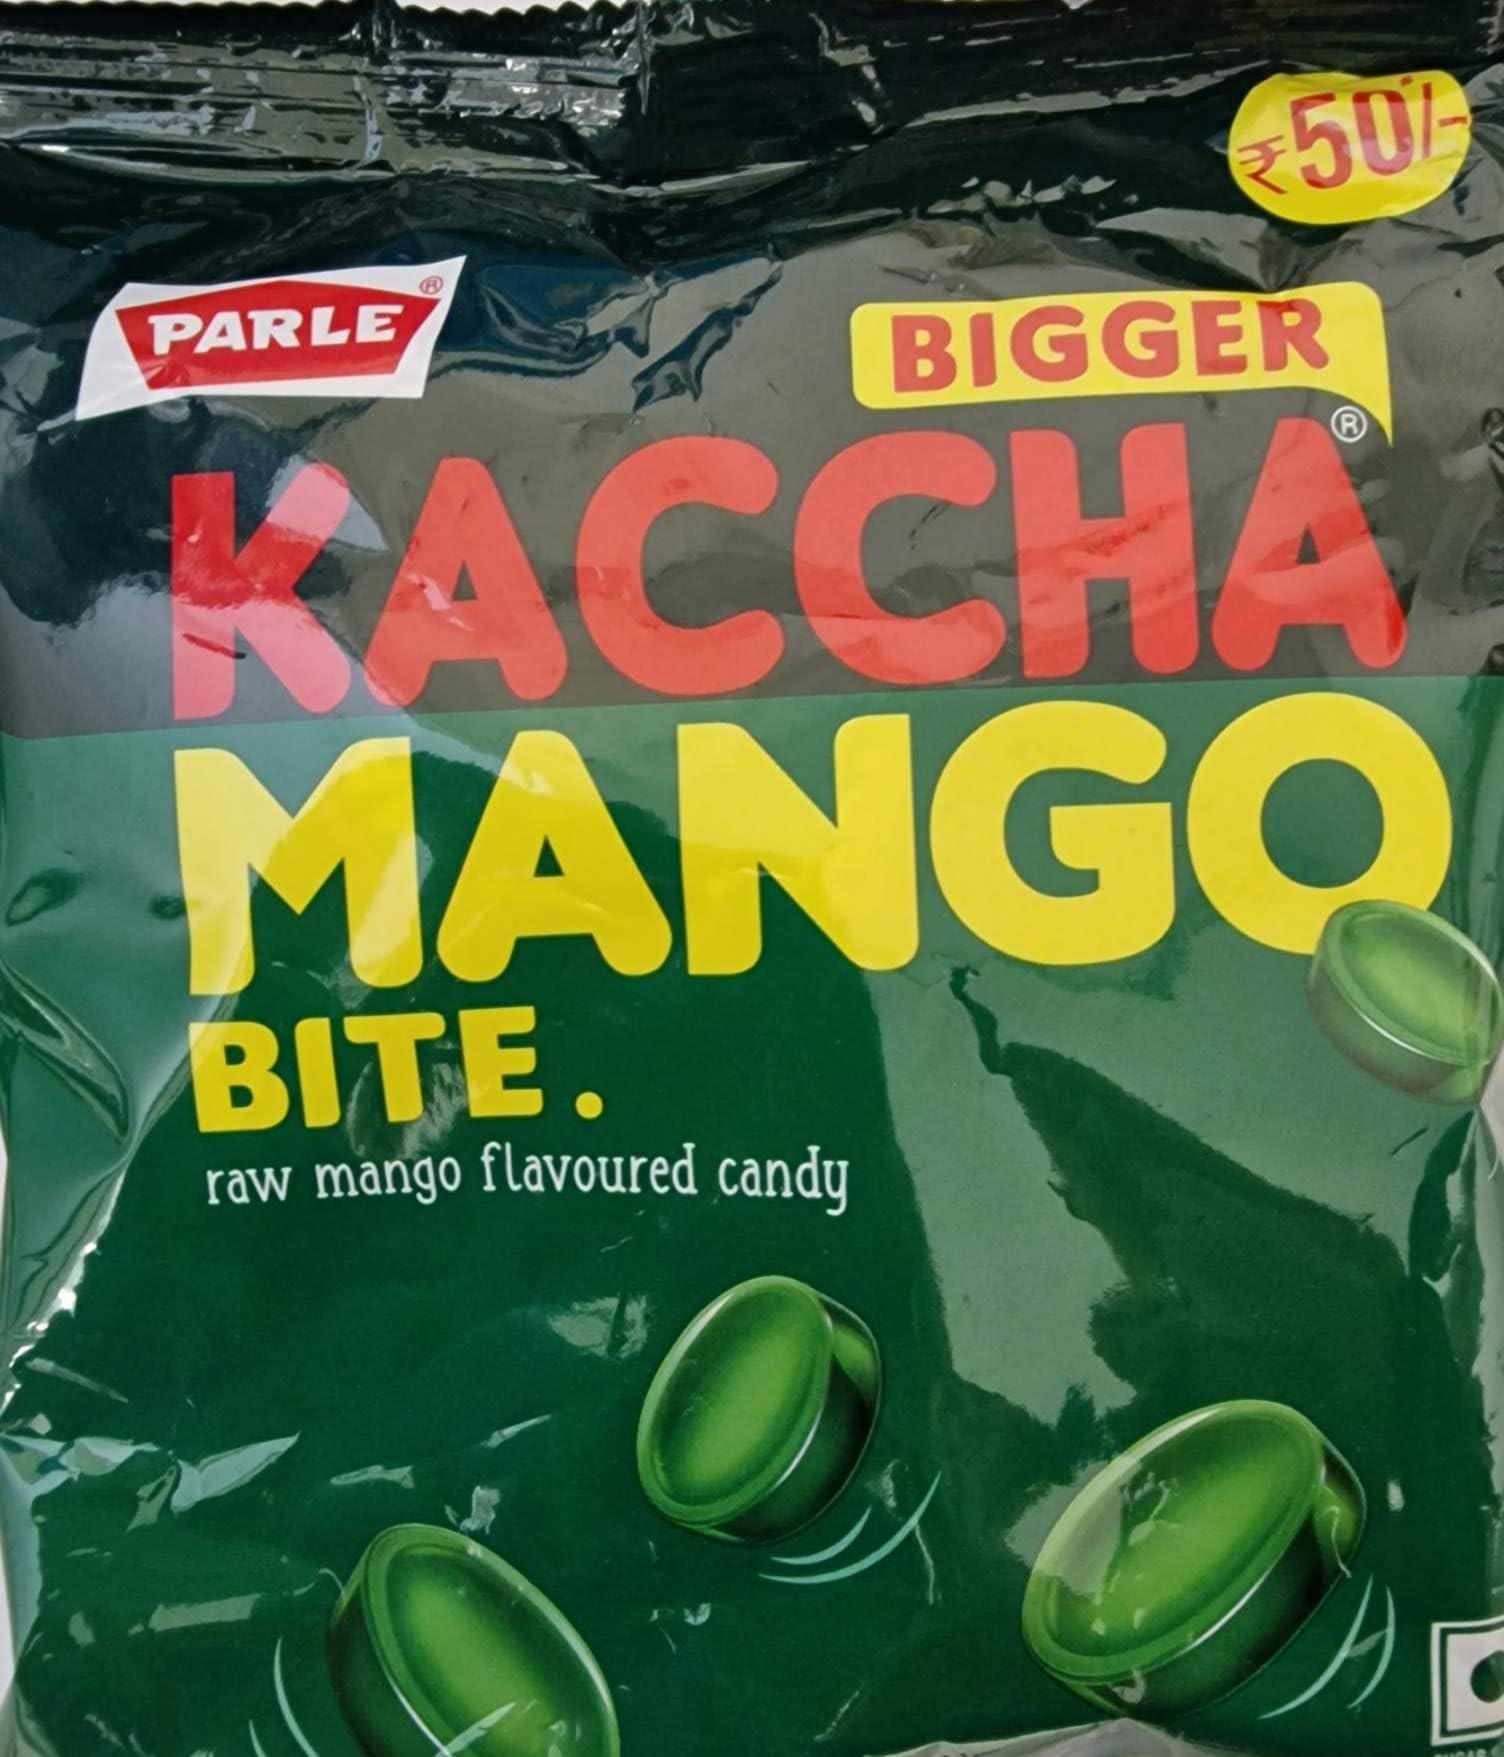 ₹50/-
PARLE®
BIGGER
KACCHA®
MANGO
BITE.
raw mango flavoured candy